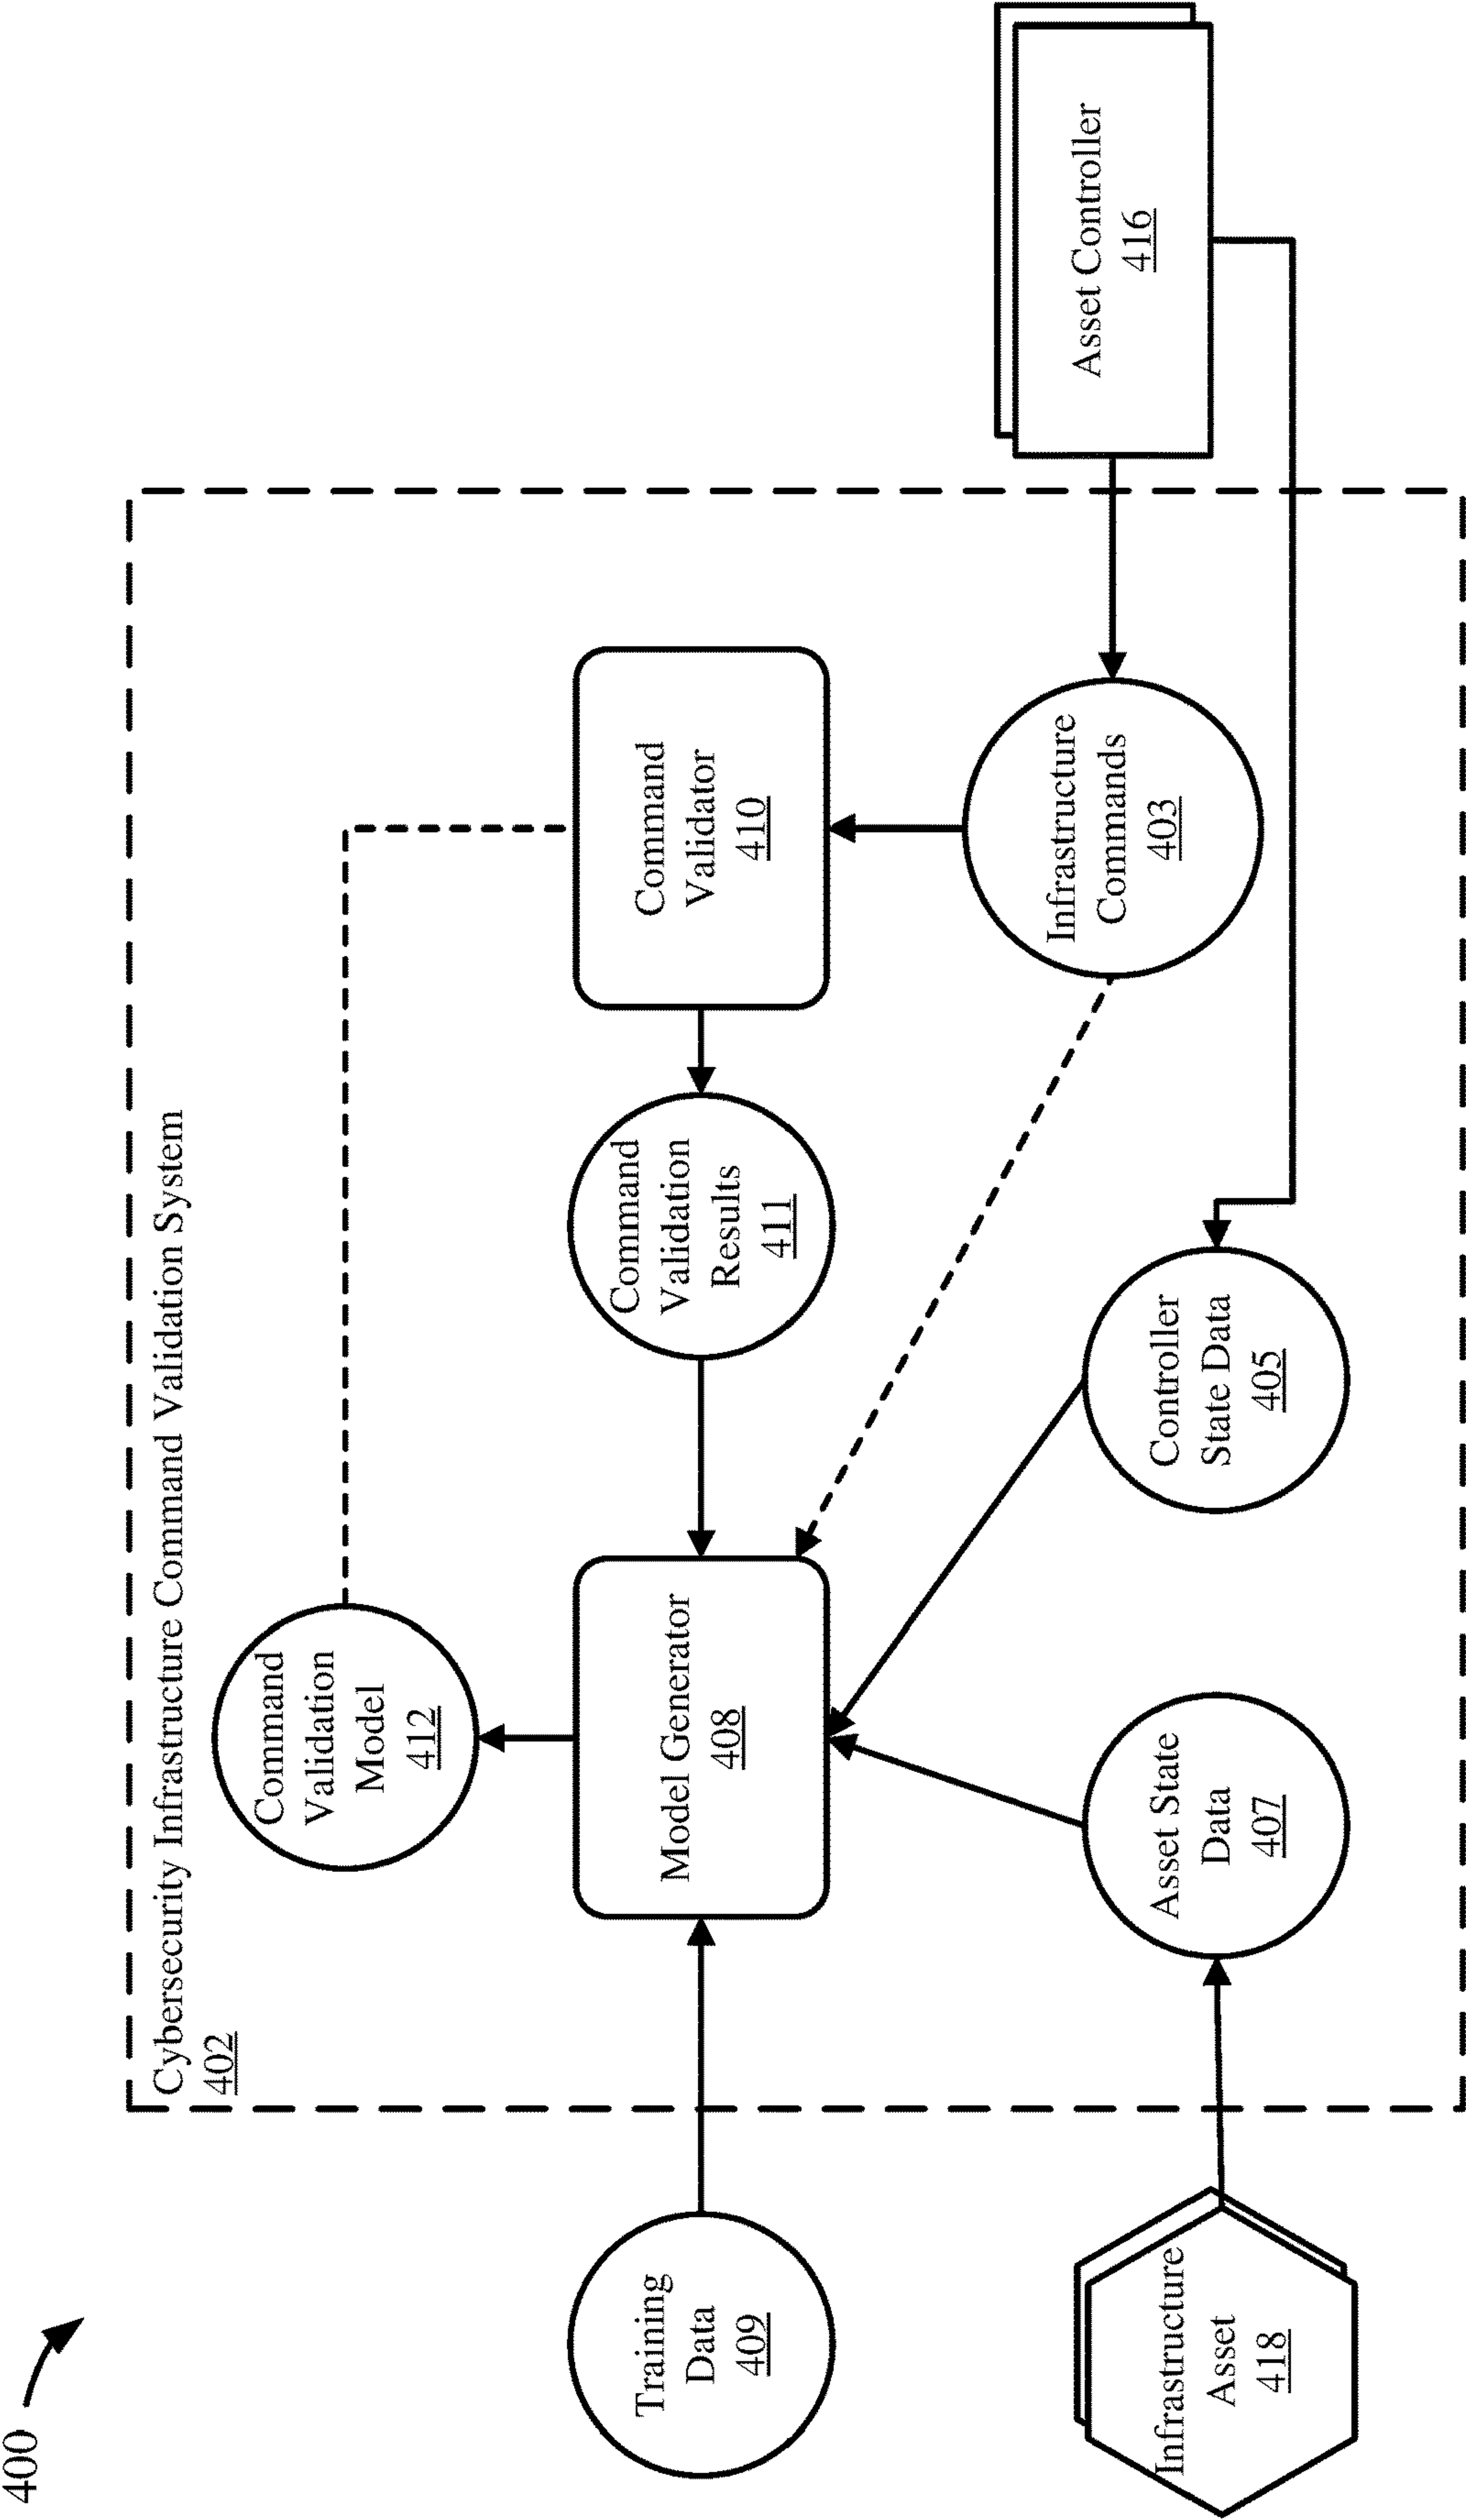 400
Cybersecurity Infrastructure Command Validation System
402
Command
Validation
Model
412
Training
Data
409
Model Generator
408
Command
Validation
Results
411
Command
Validator
410
Infrastructure
Asset
418
Asset State
Data
407
Controller
State Data
405
Infrastructure
Commands
403
Asset Controller
416